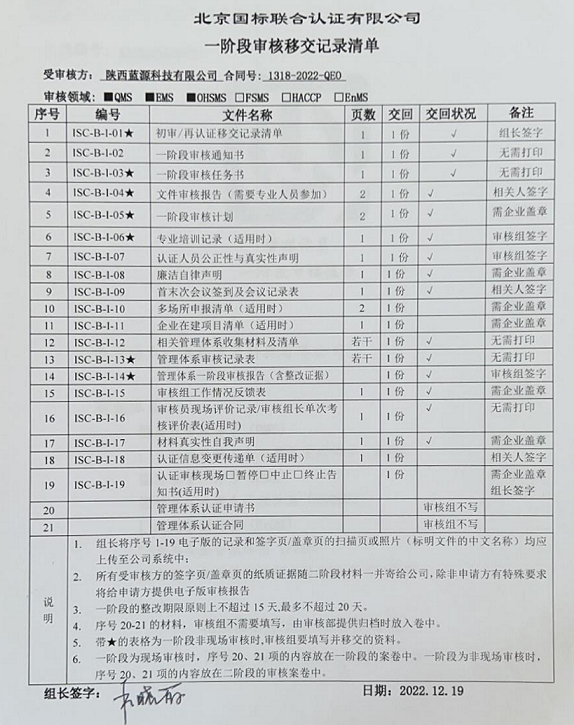 北京国标联合认证有限公司
一阶段审核移交记录清单
受审核方: 陕西蓝源科技有限公司 合同号: 1318-2022-QEO
审核领域: ■QMS ■EMS ■OHSMS □FSMS □HACCP □EnMS
序号 编号 文件名称 页数 交回 交回状况 备注
1 ISC-B-I-01★ 初审/再认证移交记录清单 1 1份 √ 组长签字
2 ISC-B-I-02 一阶段审核通知书 1 1份 √ 无需打印
3 ISC-B-I-03★ 一阶段审核任务书 1 1份 √ 无需打印
4 ISC-B-I-04★ 文件审核报告（需要专业人员参加） 2 1份 √ 相关人签字
5 ISC-B-I-05★ 一阶段审核计划 2 1份 √ 需企业盖章
6 ISC-B-I-06★ 专业培训记录（适用时） 1 1份 √ 审核组签字
7 ISC-B-I-07 认证人员公正性与真实性声明 1 1份 √ 审核组签字
8 ISC-B-I-08 廉洁自律声明 1 1份 √ 需企业盖章
9 ISC-B-I-09 首末次会议签到及会议记录表 1 1份 √ 相关人签字
10 ISC-B-I-10 多场所申报清单（适用时） 2 1份 需企业盖章
11 ISC-B-I-11 企业在建项目清单（适用时） 1 1份 需企业盖章
12 ISC-B-I-12 相关管理体系收集材料及清单 若干 1份 √ 无需打印
13 ISC-B-I-13★ 管理体系审核记录表 若干 1份 √ 无需打印
14 ISC-B-I-14★ 管理体系一阶段审核报告（含整改证据） 1份 √ 审核组签字
15 ISC-B-I-15 审核组工作情况反馈表 1 1份 √ 需企业盖章
16 ISC-B-I-16 审核员现场评价记录/审核组长单次考核评价表(适用时) 1 1份 √ 无需打印
17 ISC-B-I-17 材料真实性自我声明 1 1份 √ 需企业盖章
18 ISC-B-I-18 认证信息变更传递单（适用时） 1 1份 相关人签字
19 ISC-B-I-19 认证审核现场□暂停□中止□终止告知书(适用时) 1份 需企业盖章 组长签字
20 管理体系认证申请书 审核组不写
21 管理体系认证合同 审核组不写
说明
1. 组长将序号 1-19 电子版的记录和签字页/盖章页的扫描页或照片（标明文件的中文名称）均应
上传至公司系统中;
2. 所有受审核方的签字页/盖章页的纸质证据随二阶段材料一并寄给公司, 除非申请方有特殊要求
将给申请方提供电子版审核报告
3. 一阶段的整改期限原则上不超过 15 天,最多不超过 20 天。
4. 序号 20-21 的材料，审核组不需要填写，由审核部提供归档时放入卷中。
5. 带★的表格为一阶段非现场审核时,审核组要填写并移交的资料。
6. 一阶段为现场审核时，序号 20、21 项的内容放在一阶段的案卷中。一阶段为非现场审核时，
序号 20、21 项的内容放在二阶段的审核案卷中。
组长签字: 日期: 2022.12.19